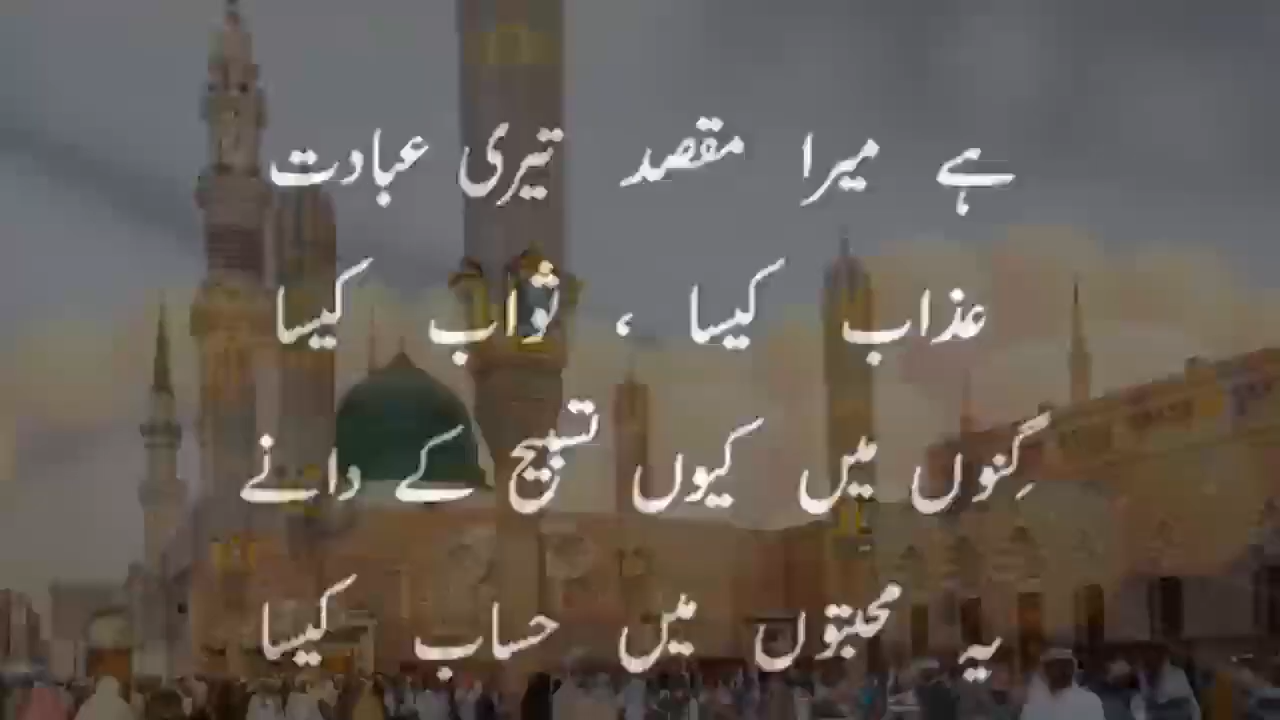 ہے میرا مقصد تیری عبادت
عذاب کیسا ، ثواب کیسا
گِنوں میں کیوں تسبیح کے دانے
یہ محبتوں میں حساب کیسا